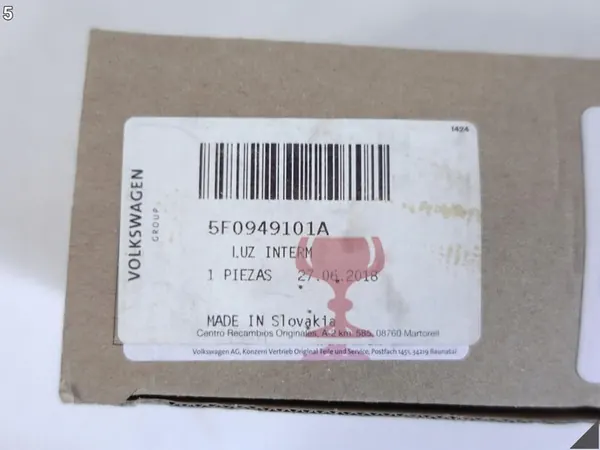 5
1424
VOLKSWAGEN
GROUP
5F0949101A
LUZ INTERM
1 PIEZAS 27.06.2018
MADE IN Slovakia
Centro Recambios Originales, A-2 km. 585, 08760 Martorell
Volkswagen AG, Konzern Vertrieb Original Teile und Service, Postfach 1451, 34219 Baunatal